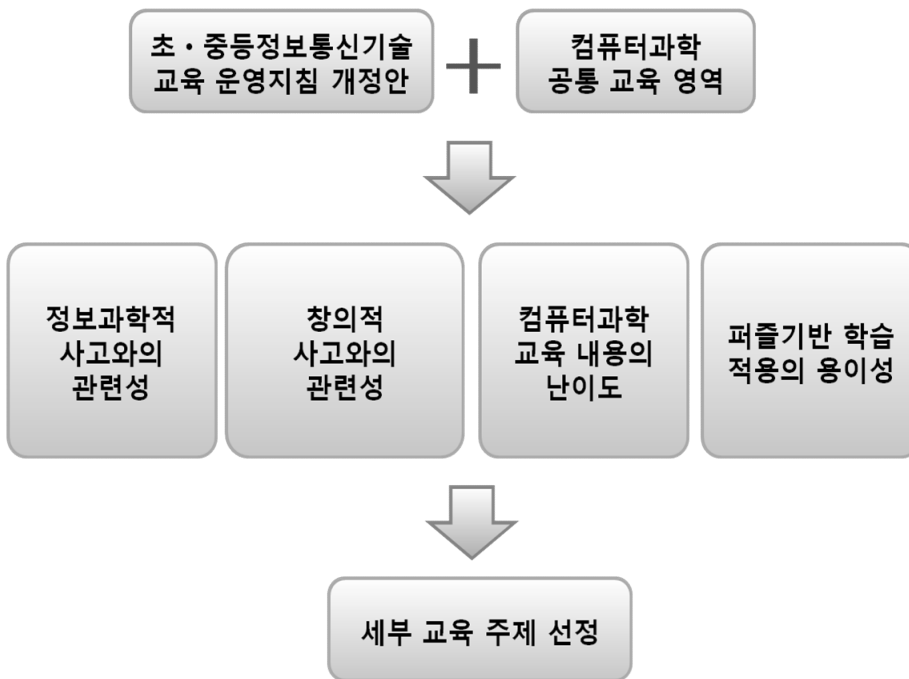 초·중등정보통신기술
교육 운영지침 개정안
+
컴퓨터과학
공통 교육 영역
정보과학적
사고와의
관련성
창의적
사고와의
관련성
컴퓨터과학
교육 내용의
난이도
퍼즐기반 학습
적용의 용이성
세부 교육 주제 선정